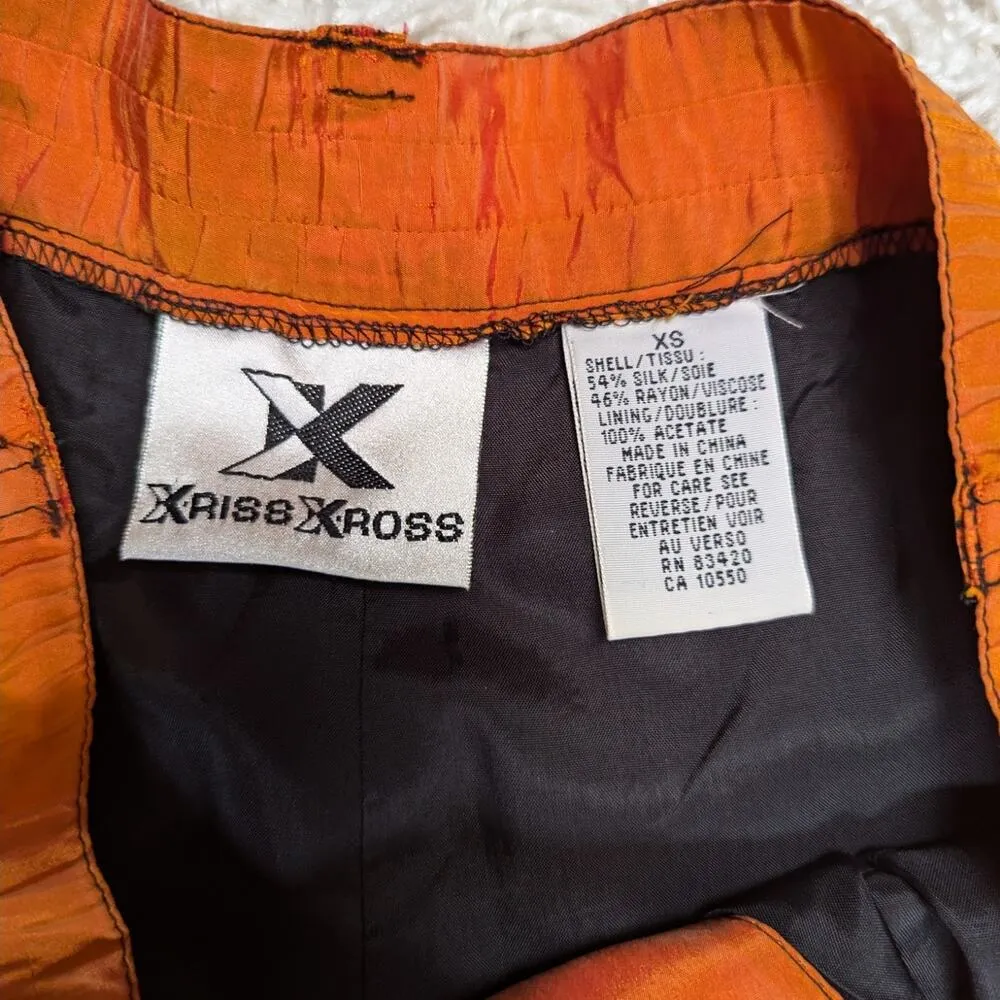 XRISS XROSS
XS
SHELL/TISSU :
54% SILK/SOIE
46% RAYON/VISCOSE
LINING/DOUBLURE :
100% ACETATE
MADE IN CHINA
FABRIQUE EN CHINE
FOR CARE SEE
REVERSE/POUR
ENTRETIEN VOIR
AU VERSO
RN 83420
CA 10550